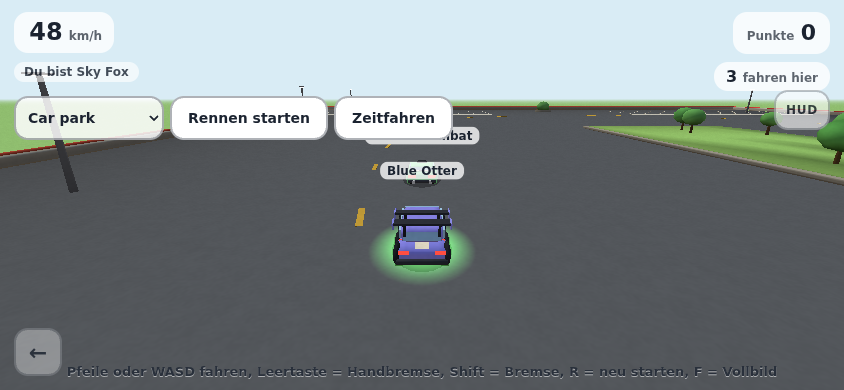 48 km/h
Punkte 0
Du bist Sky Fox
3 fahren hier
Car park
Rennen starten
Zeitfahren
HUD
Blue Otter
←
Pfeile oder WASD fahren, Leertaste = Handbremse, Shift = Bremse, R = neu starten, F = Vollbild